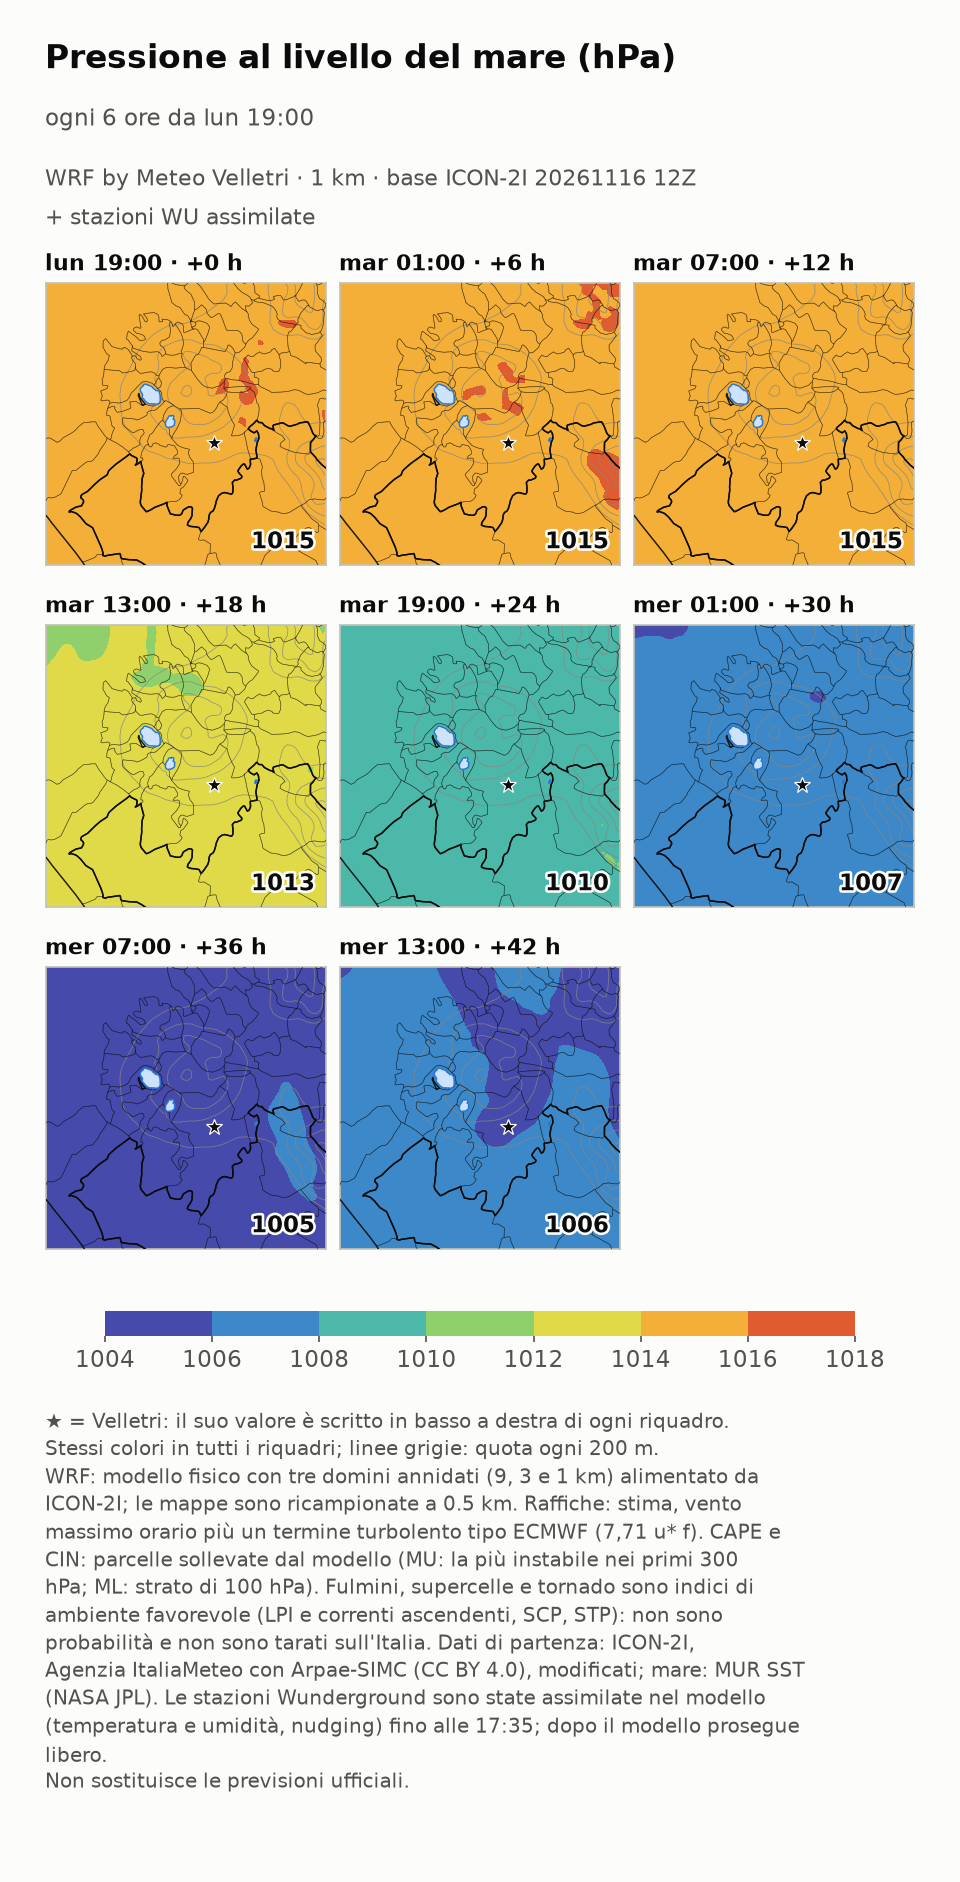 Pressione al livello del mare (hPa)
ogni 6 ore da lun 19:00
WRF by Meteo Velletri · 1 km · base ICON-2I 20261116 12Z
+ stazioni WU assimilate
lun 19:00 · +0 h
mar 01:00 · +6 h
mar 07:00 · +12 h
1015
1015
1015
mar 13:00 · +18 h
mar 19:00 · +24 h
mer 01:00 · +30 h
1013
1010
1007
mer 07:00 · +36 h
mer 13:00 · +42 h
1005
1006
1004 1006 1008 1010 1012 1014 1016 1018
★ = Velletri: il suo valore è scritto in basso a destra di ogni riquadro.
Stessi colori in tutti i riquadri; linee grigie: quota ogni 200 m.
WRF: modello fisico con tre domini annidati (9, 3 e 1 km) alimentato da
ICON-2I; le mappe sono ricampionate a 0.5 km. Raffiche: stima, vento
massimo orario più un termine turbolento tipo ECMWF (7,71 u* f). CAPE e
CIN: parcelle sollevate dal modello (MU: la più instabile nei primi 300
hPa; ML: strato di 100 hPa). Fulmini, supercelle e tornado sono indici di
ambiente favorevole (LPI e correnti ascendenti, SCP, STP): non sono
probabilità e non sono tarati sull'Italia. Dati di partenza: ICON-2I,
Agenzia ItaliaMeteo con Arpae-SIMC (CC BY 4.0), modificati; mare: MUR SST
(NASA JPL). Le stazioni Wunderground sono state assimilate nel modello
(temperatura e umidità, nudging) fino alle 17:35; dopo il modello prosegue
libero.
Non sostituisce le previsioni ufficiali.